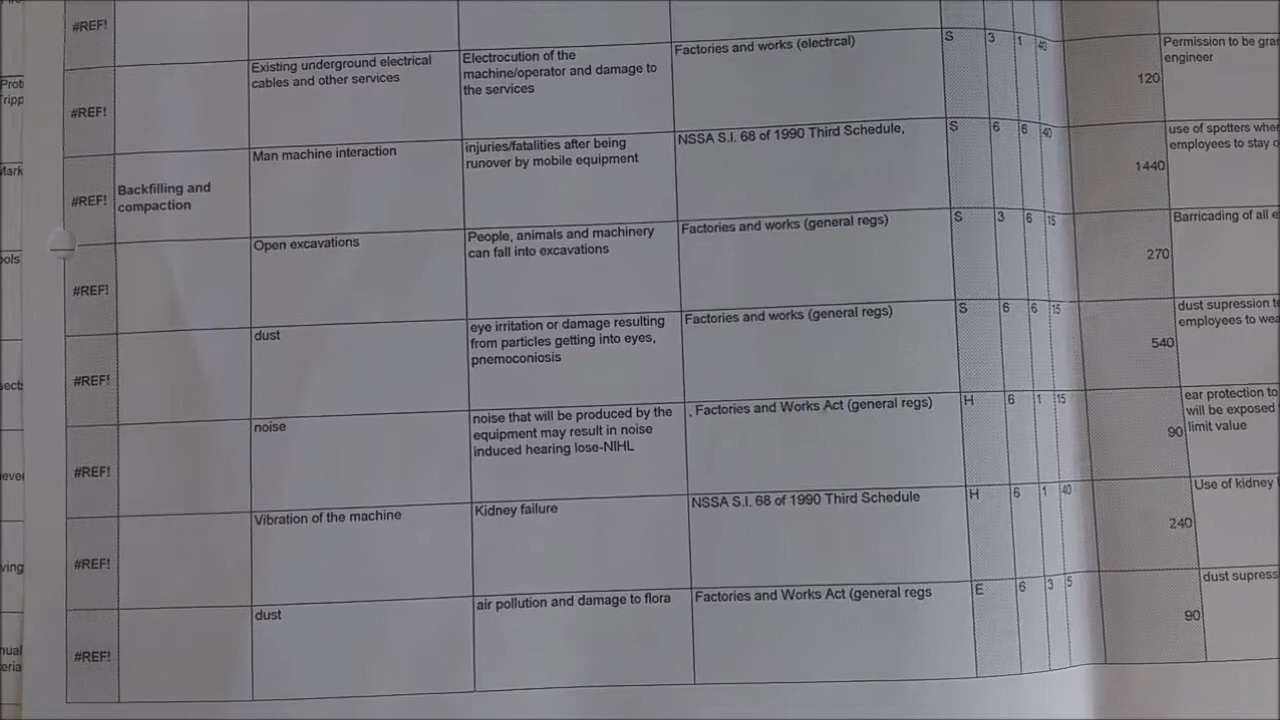 #REF!
Existing underground electrical
cables and other services
Electrocution of the
machine/operator and damage to
the services
Factories and works (electrcal)
S
3
1
40
120
Permission to be
engineer
#REF!
Man machine interaction
injuries/fatalities after being
runover by mobile equipment
NSSA S.I. 68 of 1990 Third Schedule,
S
6
6
40
1440
use of spotters
employees to stay
#REF!
Backfilling and
compaction
Open excavations
People, animals and machinery
can fall into excavations
Factories and works (general regs)
S
3
6
15
270
Barricading of all
#REF!
dust
eye irritation or damage resulting
from particles getting into eyes,
pnemoconiosis
Factories and works (general regs)
S
6
6
15
540
dust supression
employees to
#REF!
noise
noise that will be produced by the
equipment may result in noise
induced hearing lose-NIHL
. Factories and Works Act (general regs)
H
6
1
15
90
ear protection to
will be exposed
limit value
#REF!
Vibration of the machine
Kidney failure
NSSA S.I. 68 of 1990 Third Schedule
H
6
1
40
240
Use of kidney
#REF!
dust
air pollution and damage to flora
Factories and Works Act (general regs
E
6
3
5
90
dust supress
#REF!